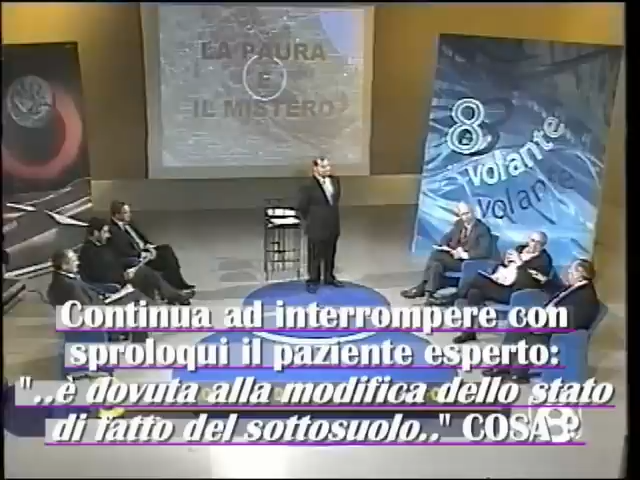 LA PAURA
E
IL MISTERO
8
volante
volante
Continua ad interrompere con
sproloqui il paziente esperto:
"..è dovuta alla modifica dello stato
di fatto del sottosuolo.." COSA ?
8